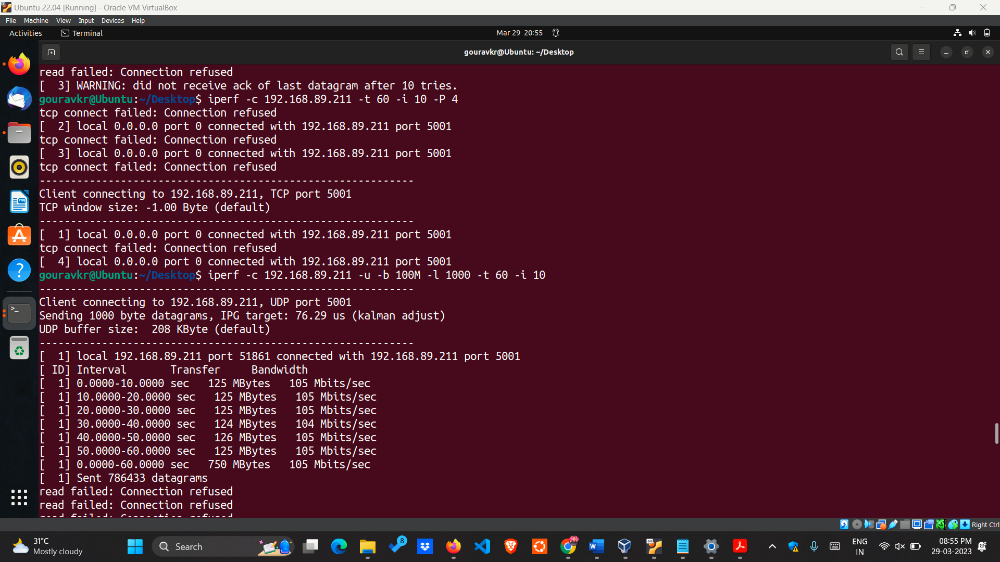 Ubuntu 22.04 [Running] - Oracle VM VirtualBox
File Machine View Input Devices Help
Activities Terminal Mar 29 20:55
gouravkr@Ubuntu: ~/Desktop
read failed: Connection refused
[  3] WARNING: did not receive ack of last datagram after 10 tries.
gouravkr@Ubuntu:~/Desktop$ iperf -c 192.168.89.211 -t 60 -i 10 -P 4
tcp connect failed: Connection refused
[  2] local 0.0.0.0 port 0 connected with 192.168.89.211 port 5001
tcp connect failed: Connection refused
[  3] local 0.0.0.0 port 0 connected with 192.168.89.211 port 5001
tcp connect failed: Connection refused
------------------------------------------------------------
Client connecting to 192.168.89.211, TCP port 5001
TCP window size: -1.00 Byte (default)
------------------------------------------------------------
[  1] local 0.0.0.0 port 0 connected with 192.168.89.211 port 5001
tcp connect failed: Connection refused
[  4] local 0.0.0.0 port 0 connected with 192.168.89.211 port 5001
gouravkr@Ubuntu:~/Desktop$ iperf -c 192.168.89.211 -u -b 100M -l 1000 -t 60 -i 10
------------------------------------------------------------
Client connecting to 192.168.89.211, UDP port 5001
Sending 1000 byte datagrams, IPG target: 76.29 us (kalman adjust)
UDP buffer size:  208 KByte (default)
------------------------------------------------------------
[  1] local 192.168.89.211 port 51861 connected with 192.168.89.211 port 5001
[ ID] Interval       Transfer     Bandwidth
[  1] 0.0000-10.0000 sec   125 MBytes   105 Mbits/sec
[  1] 10.0000-20.0000 sec   125 MBytes   105 Mbits/sec
[  1] 20.0000-30.0000 sec   125 MBytes   105 Mbits/sec
[  1] 30.0000-40.0000 sec   124 MBytes   104 Mbits/sec
[  1] 40.0000-50.0000 sec   126 MBytes   105 Mbits/sec
[  1] 50.0000-60.0000 sec   125 MBytes   105 Mbits/sec
[  1] 0.0000-60.0000 sec   750 MBytes   105 Mbits/sec
[  1] Sent 786433 datagrams
read failed: Connection refused
read failed: Connection refused
read failed: Connection refused
Right Ctrl
31°C
Mostly cloudy
Search
8
64
ENG
IN
08:55 PM
29-03-2023